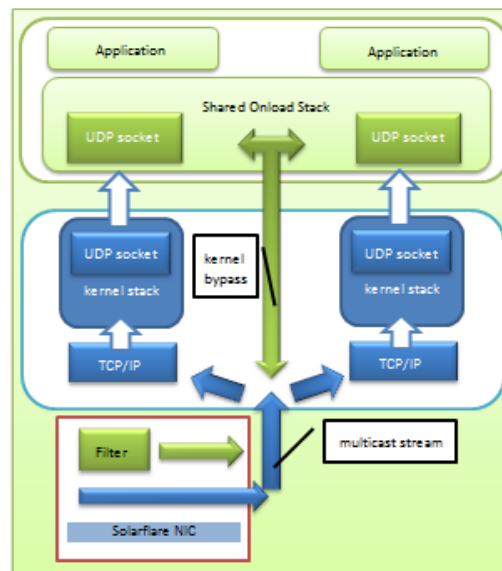 Application
Application
Shared Onload Stack
UDP socket
UDP socket
UDP socket
kernel stack
kernel
bypass
UDP socket
kernel stack
TCP/IP
TCP/IP
Filter
multicast stream
Solarflare NIC